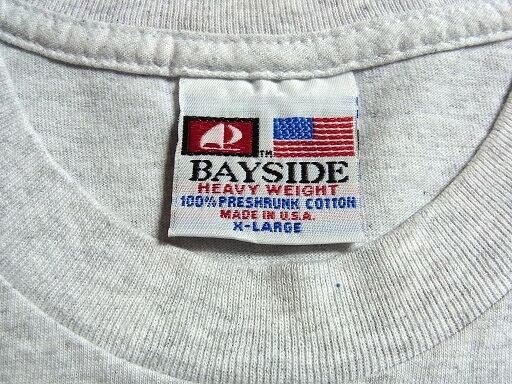 TM
BAYSIDE
HEAVY WEIGHT
100% PRESHRUNK COTTON
MADE IN U.S.A.
X-LARGE